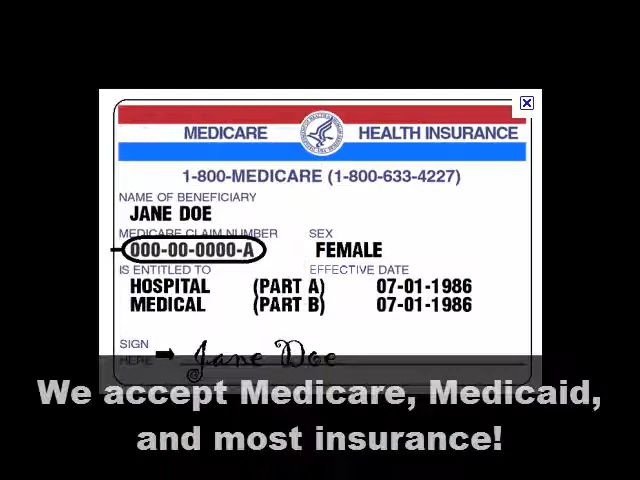 MEDICARE HEALTH INSURANCE
1-800-MEDICARE (1-800-633-4227)
NAME OF BENEFICIARY
JANE DOE
MEDICARE CLAIM NUMBER SEX
000-00-0000-A FEMALE
IS ENTITLED TO EFFECTIVE DATE
HOSPITAL (PART A) 07-01-1986
MEDICAL (PART B) 07-01-1986
SIGN
HERE Jane Doe
We accept Medicare, Medicaid,
and most insurance!